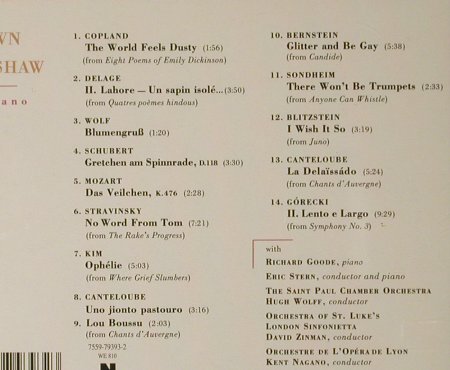 WN
SHAW
ano
1. COPLAND
The World Feels Dusty (1:56)
(from Eight Poems of Emily Dickinson)
2. DELAGE
II. Lahore — Un sapin isolé...(3:50)
(from Quatres poèmes hindous)
3. WOLF
Blumengruß (1:20)
4. SCHUBERT
Gretchen am Spinnrade, D.118 (3:30)
5. MOZART
Das Veilchen, K.476 (2:28)
6. STRAVINSKY
No Word From Tom (7:21)
(from The Rake's Progress)
7. KIM
Ophélie (5:03)
(from Where Grief Slumbers)
8. CANTELOUBE
Uno jionto pastouro (3:16)
9. Lou Boussu (2:03)
(from Chants d'Auvergne)
7559-79393-2
WE 810
N
10. BERNSTEIN
Glitter and Be Gay (5:38)
(from Candide)
11. SONDHEIM
There Won't Be Trumpets (2:33)
(from Anyone Can Whistle)
12. BLITZSTEIN
I Wish It So (3:19)
(from Juno)
13. CANTELOUBE
La Delaïssádo (5:24)
(from Chants d'Auvergne)
14. GÓRECKI
II. Lento e Largo (9:29)
(from Symphony No. 3)
with
RICHARD GOODE, piano
ERIC STERN, conductor and piano
THE SAINT PAUL CHAMBER ORCHESTRA
HUGH WOLFF, conductor
ORCHESTRA OF ST. LUKE'S
LONDON SINFONIETTA
DAVID ZINMAN, conductor
ORCHESTRE DE L'OPÉRA DE LYON
KENT NAGANO, conductor